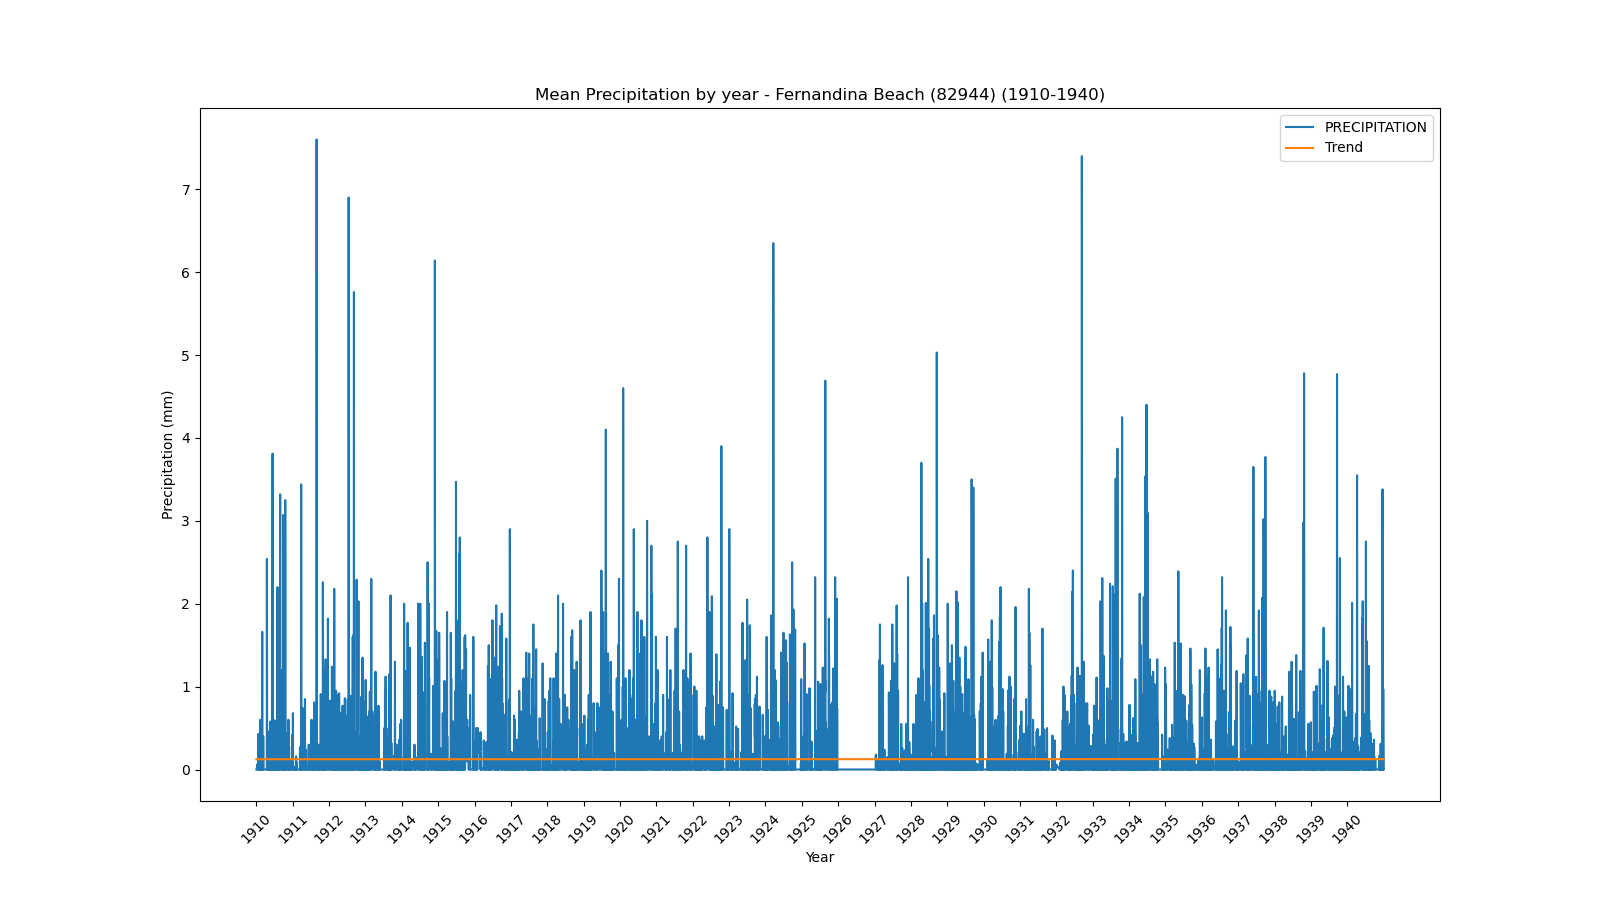 Mean Precipitation by year - Fernandina Beach (82944) (1910-1940)
PRECIPITATION
Trend
7
6
5
4
3
2
1
0
Precipitation (mm)
1910 1911 1912 1913 1914 1915 1916 1917 1918 1919 1920 1921 1922 1923 1924 1925 1926 1927 1928 1929 1930 1931 1932 1933 1934 1935 1936 1937 1938 1939 1940
Year